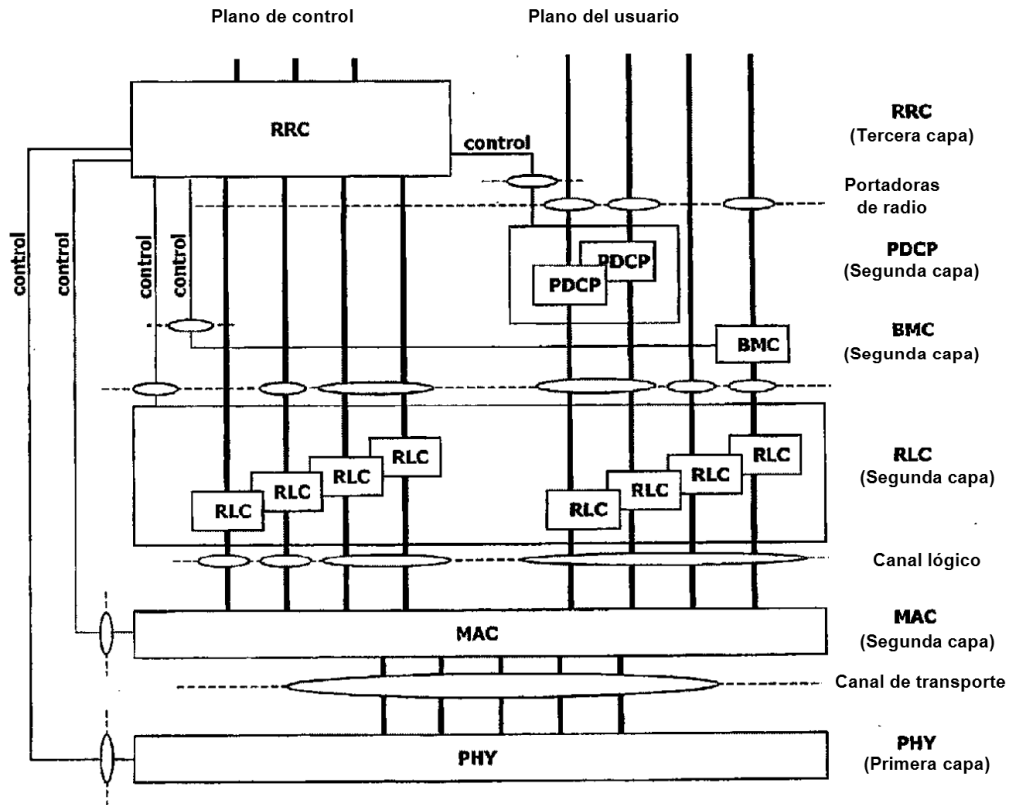 Plano de control
Plano del usuario
RRC
control
RRC
(Tercera capa)
Portadoras
de radio
control
control
control
control
PDCP
PDCP
PDCP
(Segunda capa)
BMC
BMC
(Segunda capa)
RLC
RLC
RLC
RLC
RLC
RLC
RLC
RLC
RLC
(Segunda capa)
Canal lógico
MAC
MAC
(Segunda capa)
Canal de transporte
PHY
PHY
(Primera capa)